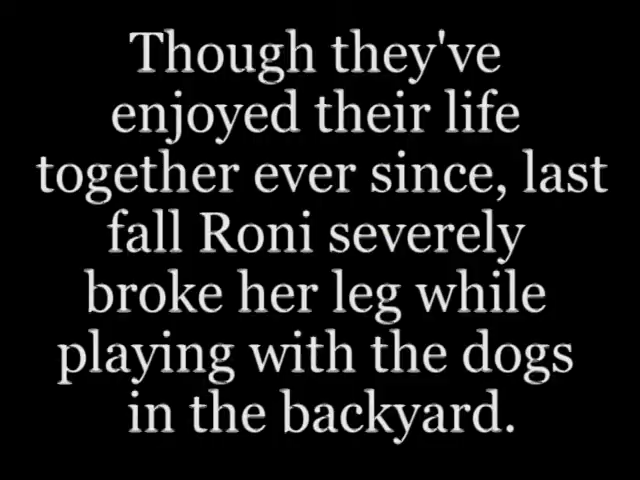 Though they've
enjoyed their life
together ever since, last
fall Roni severely
broke her leg while
playing with the dogs
in the backyard.